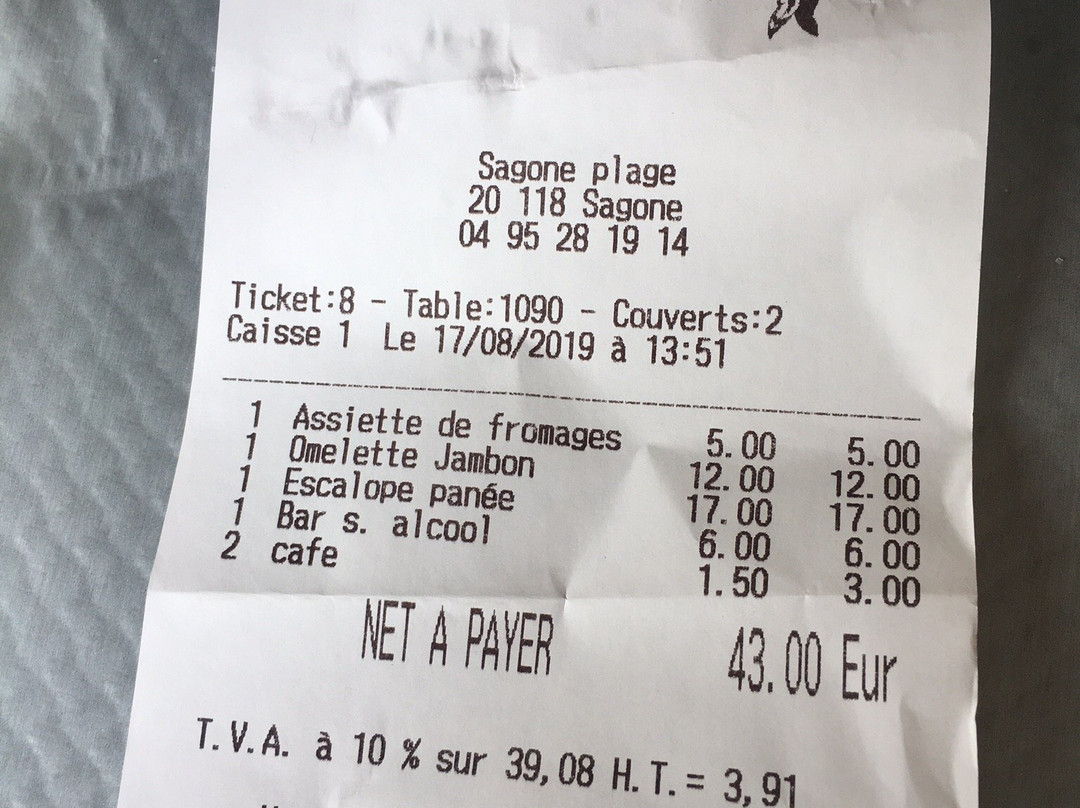 Sagone plage
20 118 Sagone
04 95 28 19 14
Ticket:8 - Table:1090 - Couverts:2
Caisse 1 Le 17/08/2019 à 13:51
1 Assiette de fromages 5.00 5.00
1 Omelette Jambon 12.00 12.00
1 Escalope panée 17.00 17.00
1 Bar s. alcool 6.00 6.00
2 cafe 1.50 3.00
NET A PAYER 43.00 Eur
T.V.A. à 10 % sur 39,08 H.T.= 3,91